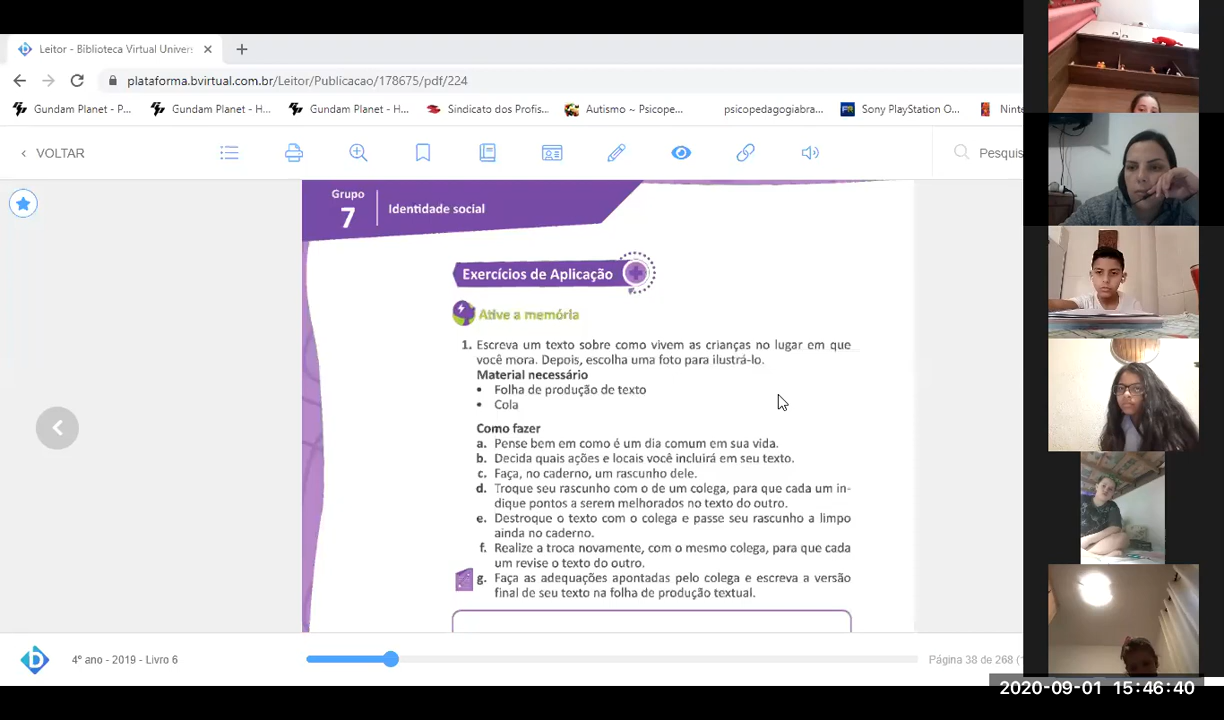 Leitor - Biblioteca Virtual Univers
plataforma.bvirtual.com.br/Leitor/Publicacao/178675/pdf/224
Gundam Planet - P...
Gundam Planet - H...
Gundam Planet - H...
Sindicato dos Profis...
Autismo ~ Psicope...
psicopedagogiabra...
Sony PlayStation O...
Ninte
VOLTAR
Pesquis
Grupo
7
Identidade social
Exercícios de Aplicação
Ative a memória
1. Escreva um texto sobre como vivem as crianças no lugar em que
você mora. Depois, escolha uma foto para ilustrá-lo.
Material necessário
• Folha de produção de texto
• Cola
Como fazer
a. Pense bem em como é um dia comum em sua vida.
b. Decida quais ações e locais você incluirá em seu texto.
c. Faça, no caderno, um rascunho dele.
d. Troque seu rascunho com o de um colega, para que cada um in-
dique pontos a serem melhorados no texto do outro.
e. Destroque o texto com o colega e passe seu rascunho a limpo
ainda no caderno.
f. Realize a troca novamente, com o mesmo colega, para que cada
um revise o texto do outro.
g. Faça as adequações apontadas pelo colega e escreva a versão
final de seu texto na folha de produção textual.
4º ano - 2019 - Livro 6
Página 38 de 268 (1
2020-09-01 15:46:40